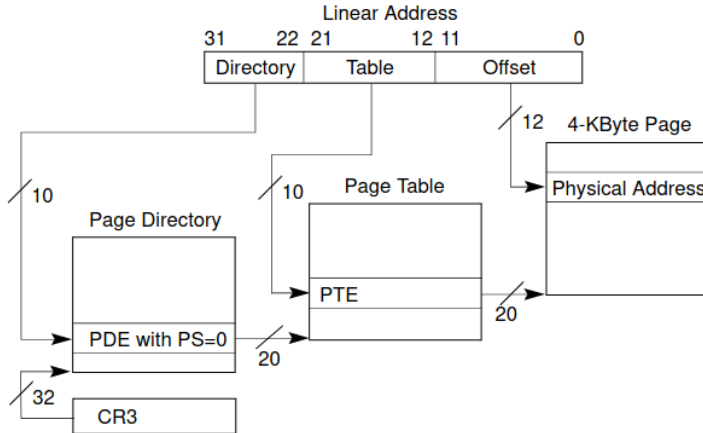 Linear Address
31 22 21 12 11 0
Directory Table Offset
12 4-KByte Page
10 10 Page Table Physical Address
Page Directory
PTE
20
PDE with PS=0
20
32
CR3